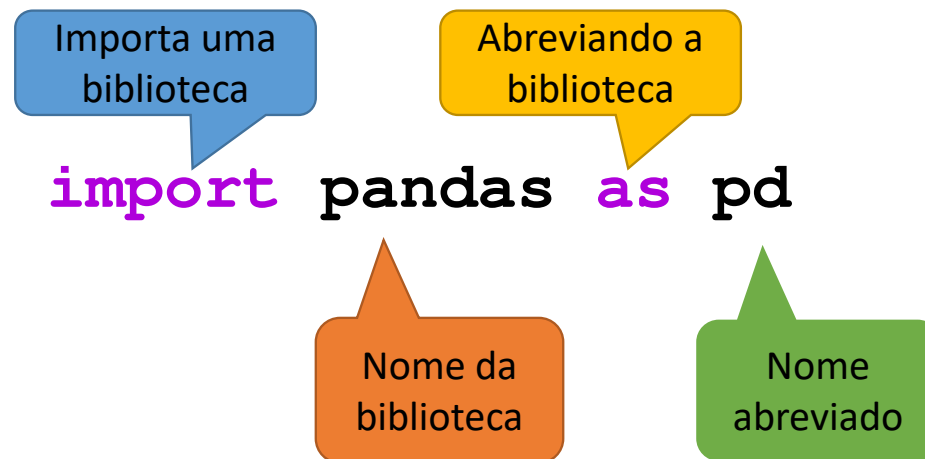 Importa uma
biblioteca
Abreviando a
biblioteca
import pandas as pd
Nome da
biblioteca
Nome
abreviado